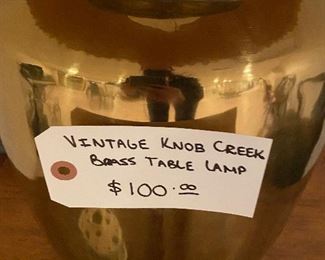 VINTAGE KNOB CREEK
BRASS TABLE LAMP
$100.00